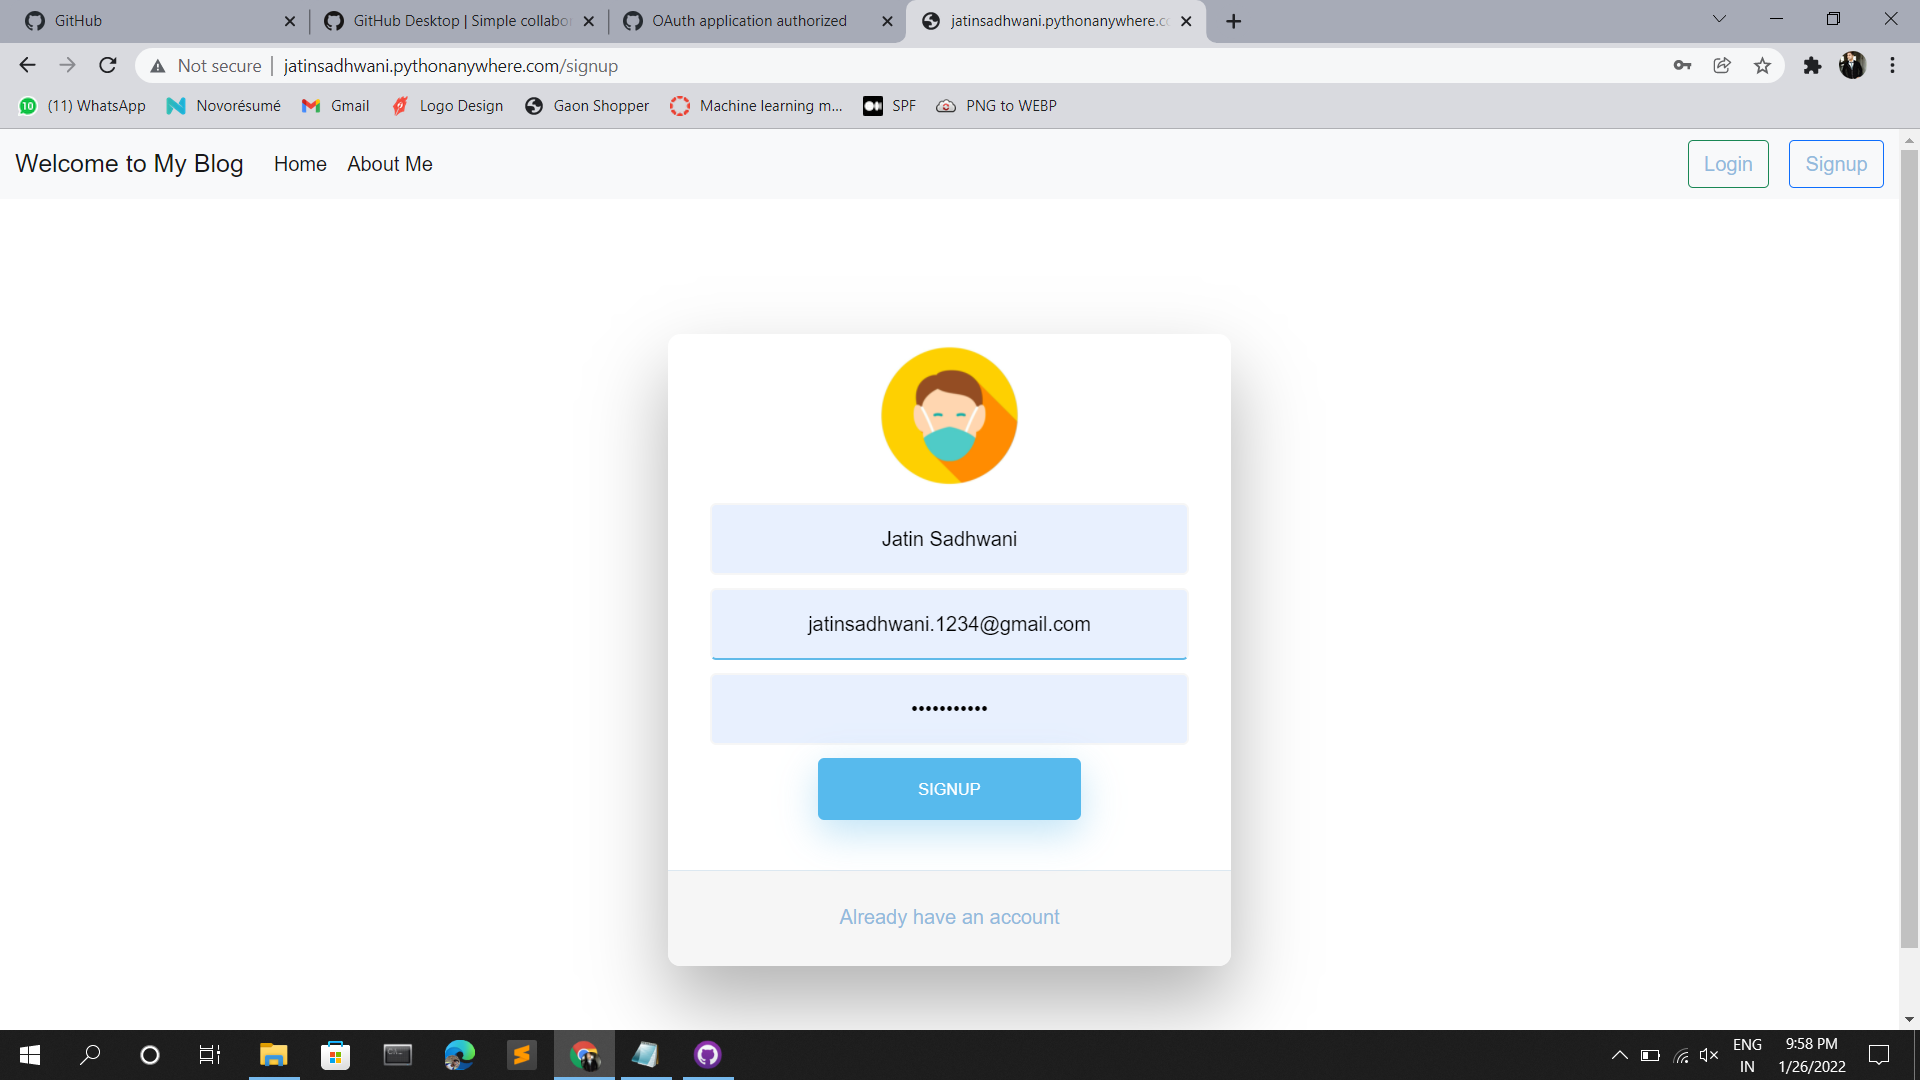 GitHub
GitHub Desktop | Simple collabor
OAuth application authorized
jatinsadhwani.pythonanywhere.co
Not secure
jatinsadhwani.pythonanywhere.com/signup
10
(11) WhatsApp
Novorésumé
Gmail
Logo Design
Gaon Shopper
Machine learning m...
SPF
PNG to WEBP
Welcome to My Blog
Home
About Me
Login
Signup
Jatin Sadhwani
jatinsadhwani.1234@gmail.com
•••••••••••
SIGNUP
Already have an account
ENG
IN
9:58 PM
1/26/2022